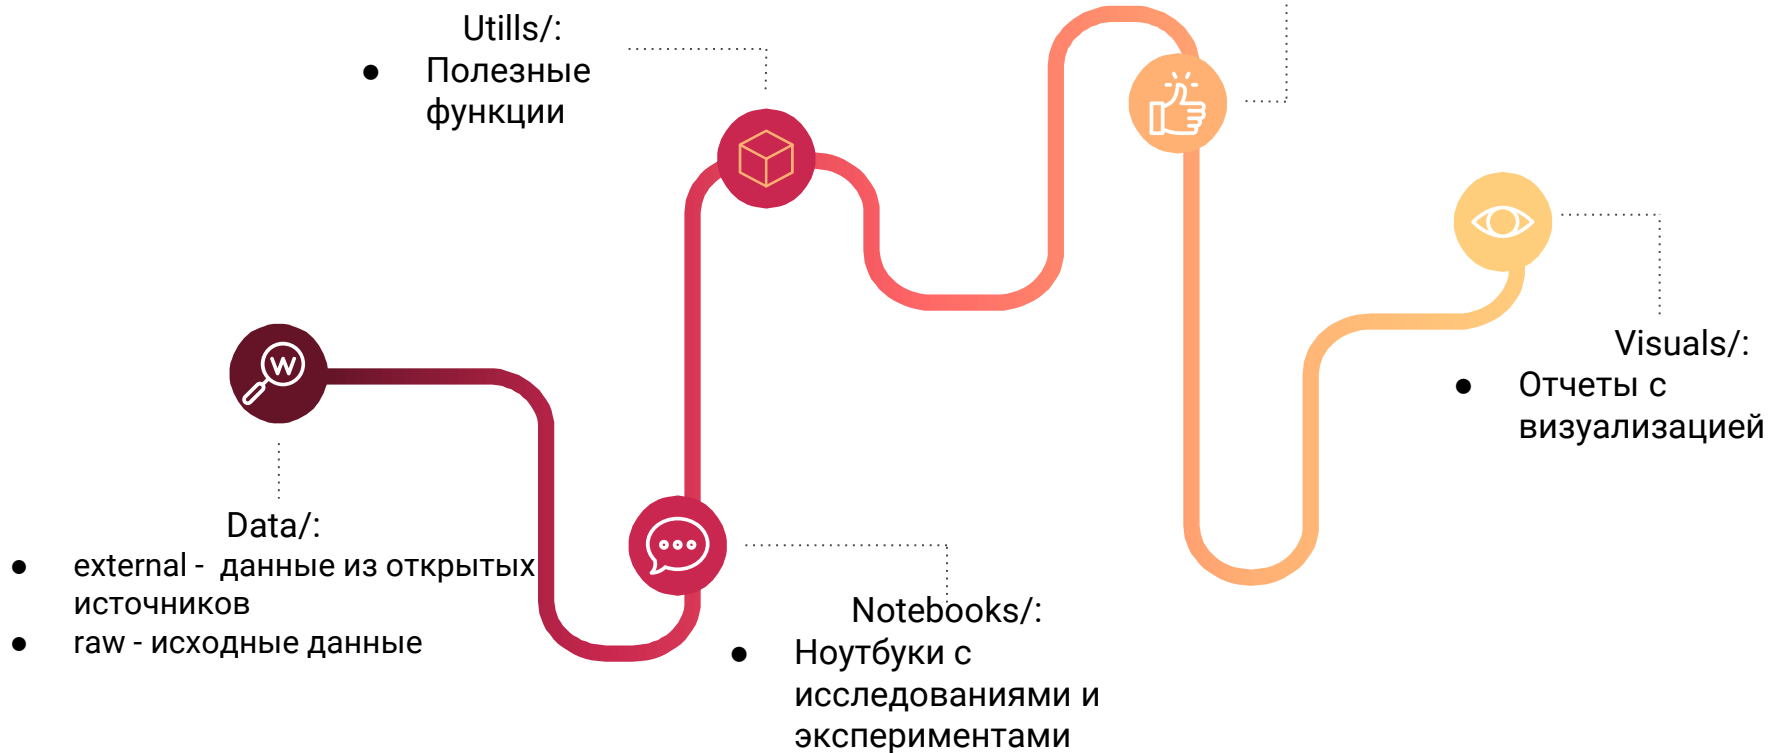 Utills/:
● Полезные
функции
Visuals/:
● Отчеты с
визуализацией
Data/:
● external - данные из открытых
источников
● raw - исходные данные
Notebooks/:
● Ноутбуки с
исследованиями и
экспериментами
W